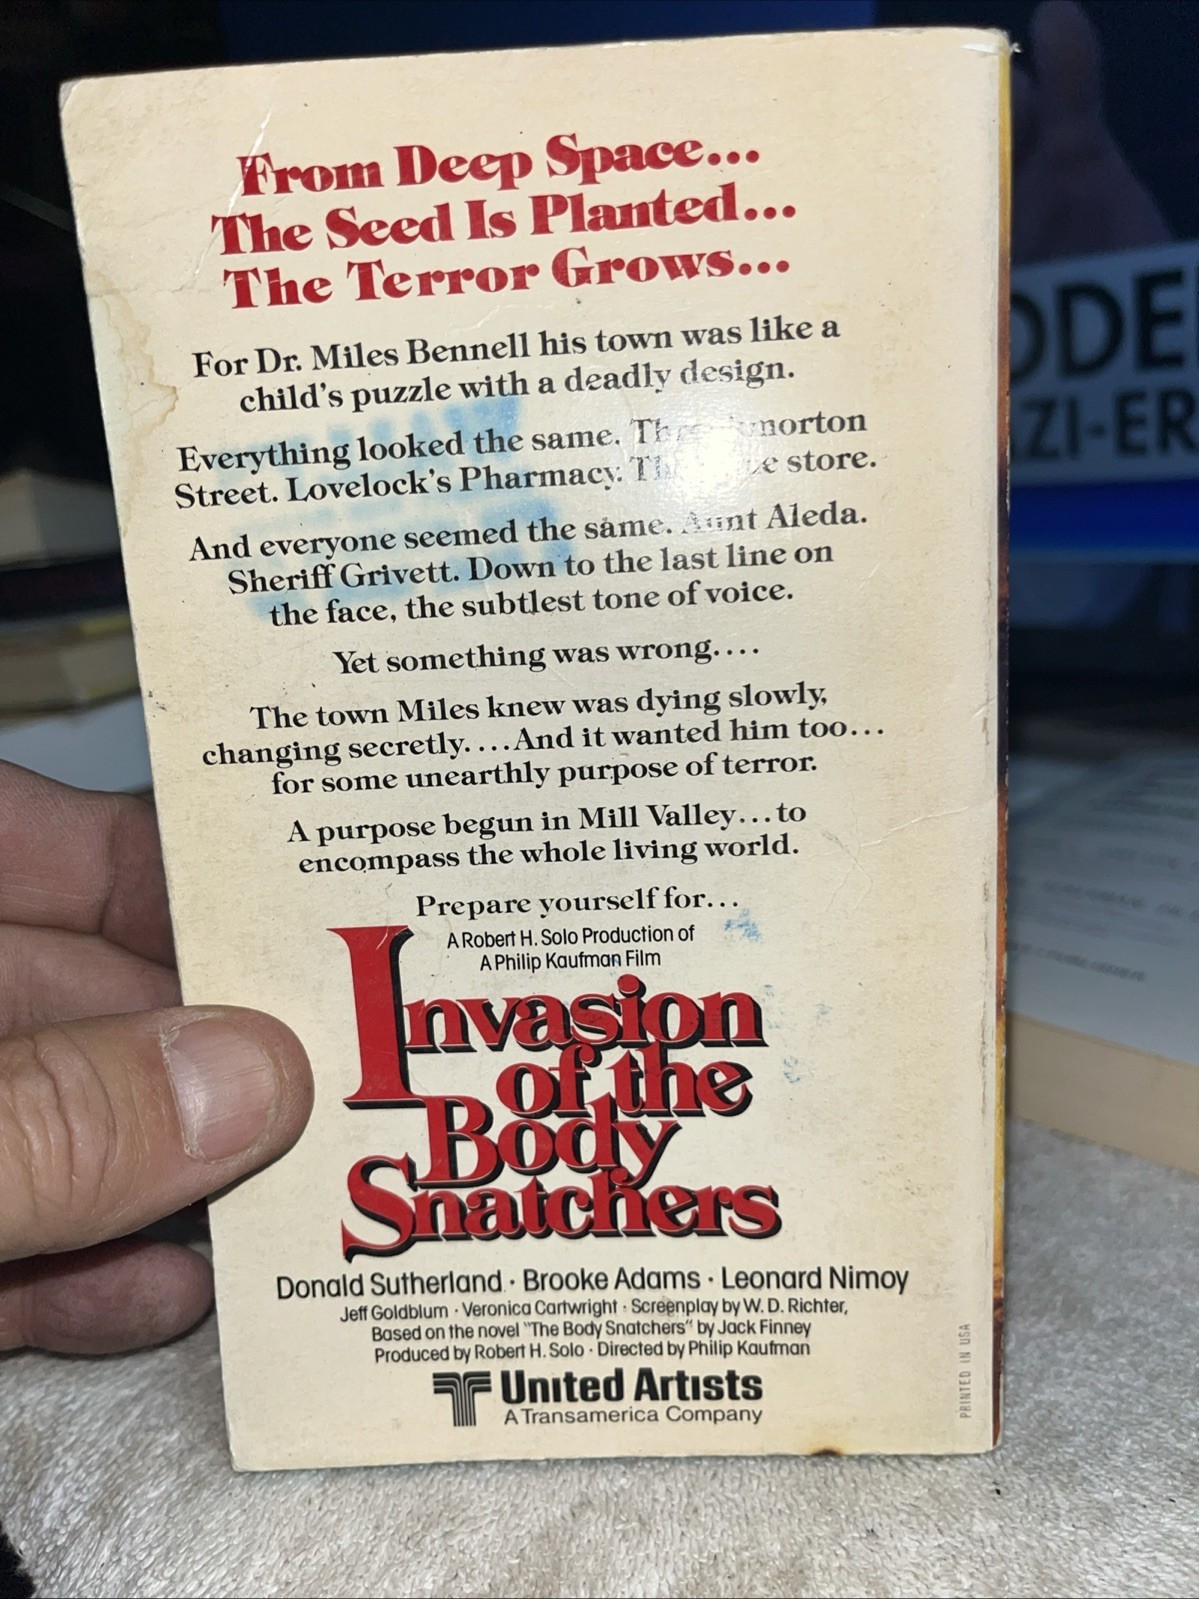 From Deep Space...
The Seed Is Planted...
The Terror Grows...
For Dr. Miles Bennell his town was like a
child's puzzle with a deadly design.
Everything looked the same.
Street. Lovelock's Pharmacy. store.
And everyone seemed the same. Aunt Aleda.
Sheriff Grivett. Down to the last line on
the face, the subtlest tone of voice.
Yet something was wrong....
The town Miles knew was dying slowly,
changing secretly....And it wanted him too...
for some unearthly purpose of terror.
A purpose begun in Mill Valley...to
encompass the whole living world.
Prepare yourself for...
A Robert H. Solo Production of
A Philip Kaufman Film
Invasion
of the
Body
Snatchers
Donald Sutherland · Brooke Adams · Leonard Nimoy
Jeff Goldblum · Veronica Cartwright · Screenplay by W. D. Richter,
Based on the novel "The Body Snatchers" by Jack Finney
Produced by Robert H. Solo · Directed by Philip Kaufman
United Artists
A Transamerica Company
PRINTED IN USA
ODE
ZI-ER